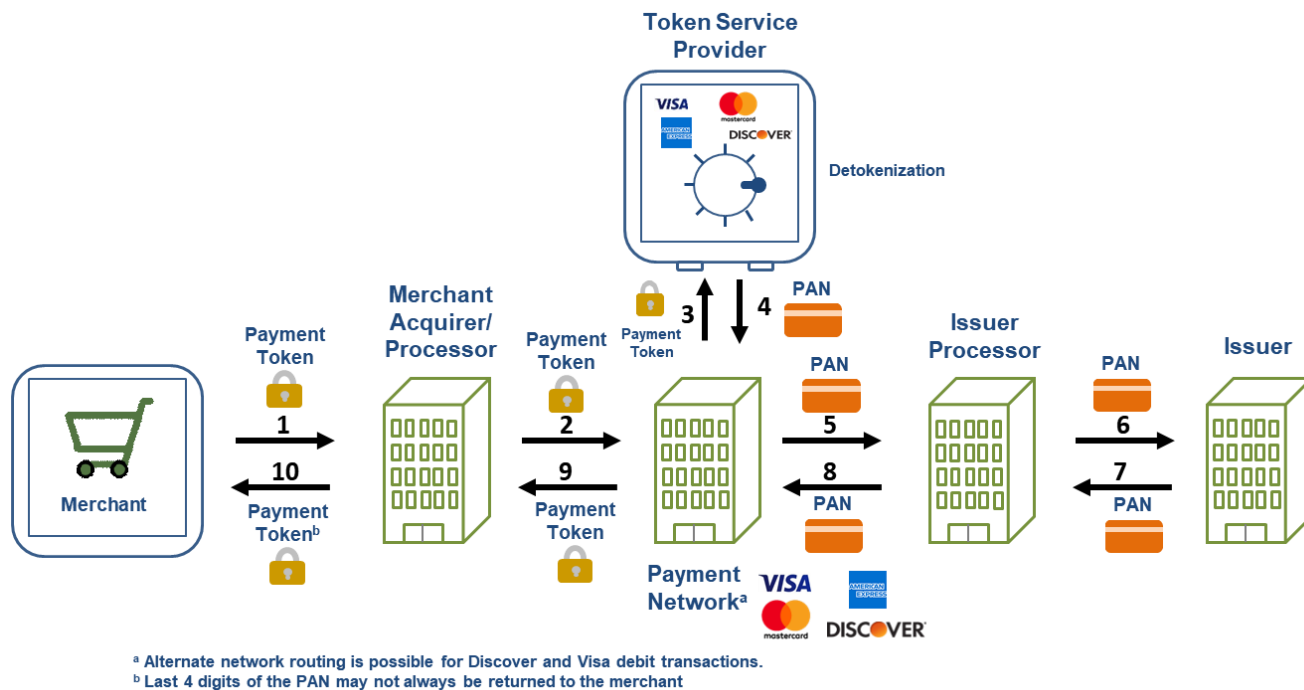 Token Service
Provider
VISA
mastercard
AMERICAN
EXPRESS
DISCOVER
Detokenization
Merchant
Acquirer/
Processor
Payment
Token
3
4
PAN
Payment
Token
Payment
Token
Issuer
Processor
Issuer
PAN
PAN
1
2
5
6
10
9
8
7
Merchant
Payment
Tokenᵇ
Payment
Token
PAN
PAN
Payment
Networkᵃ
VISA
AMERICAN
EXPRESS
mastercard
DISCOVER
ᵃ Alternate network routing is possible for Discover and Visa debit transactions.
ᵇ Last 4 digits of the PAN may not always be returned to the merchant